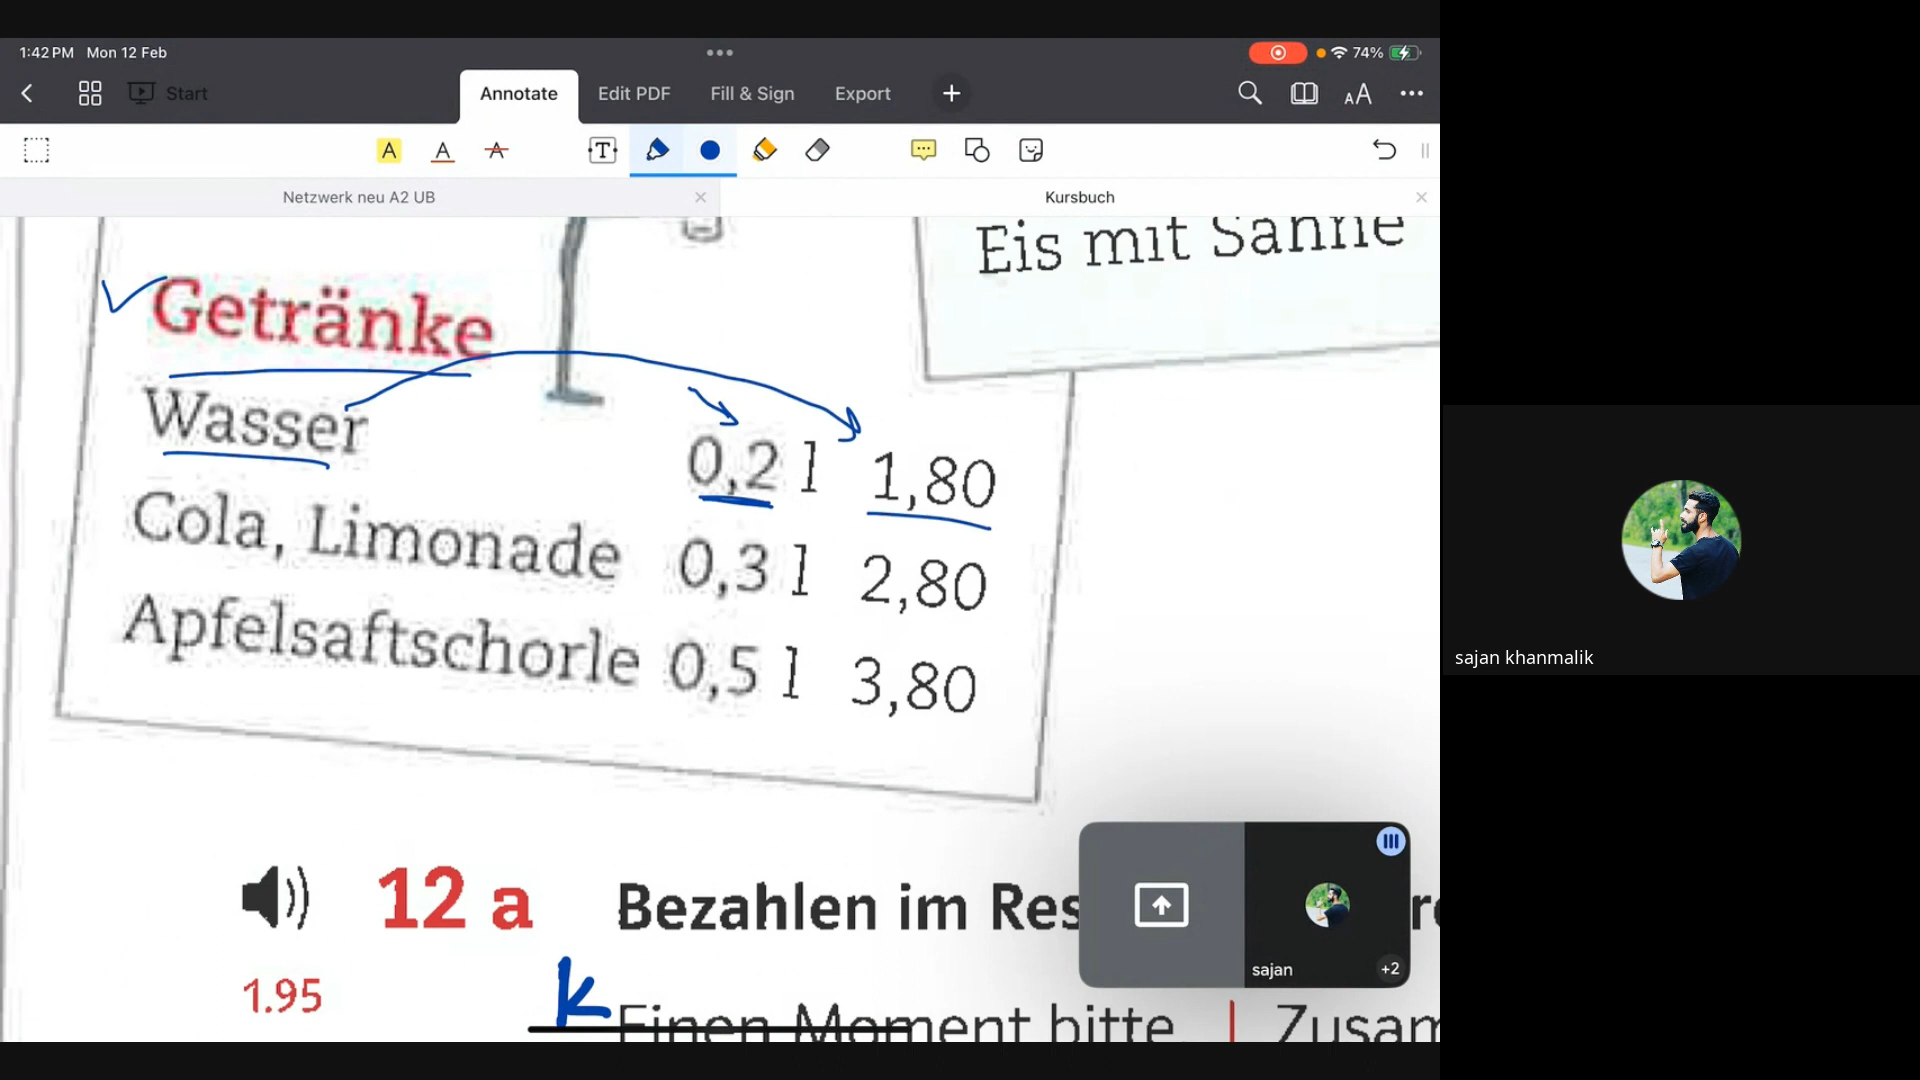 1:42 PM Mon 12 Feb
74%
Start
Annotate
Edit PDF
Fill & Sign
Export
Netzwerk neu A2 UB
Kursbuch
Eis mit Sahne
Getränke
Wasser 0,2 l 1,80
Cola, Limonade 0,3 l 2,80
Apfelsaftschorle 0,5 l 3,80
12 a Bezahlen im Res
1.95
k
Einen Moment bitte. | Zusam
sajan
+2
sajan khanmalik